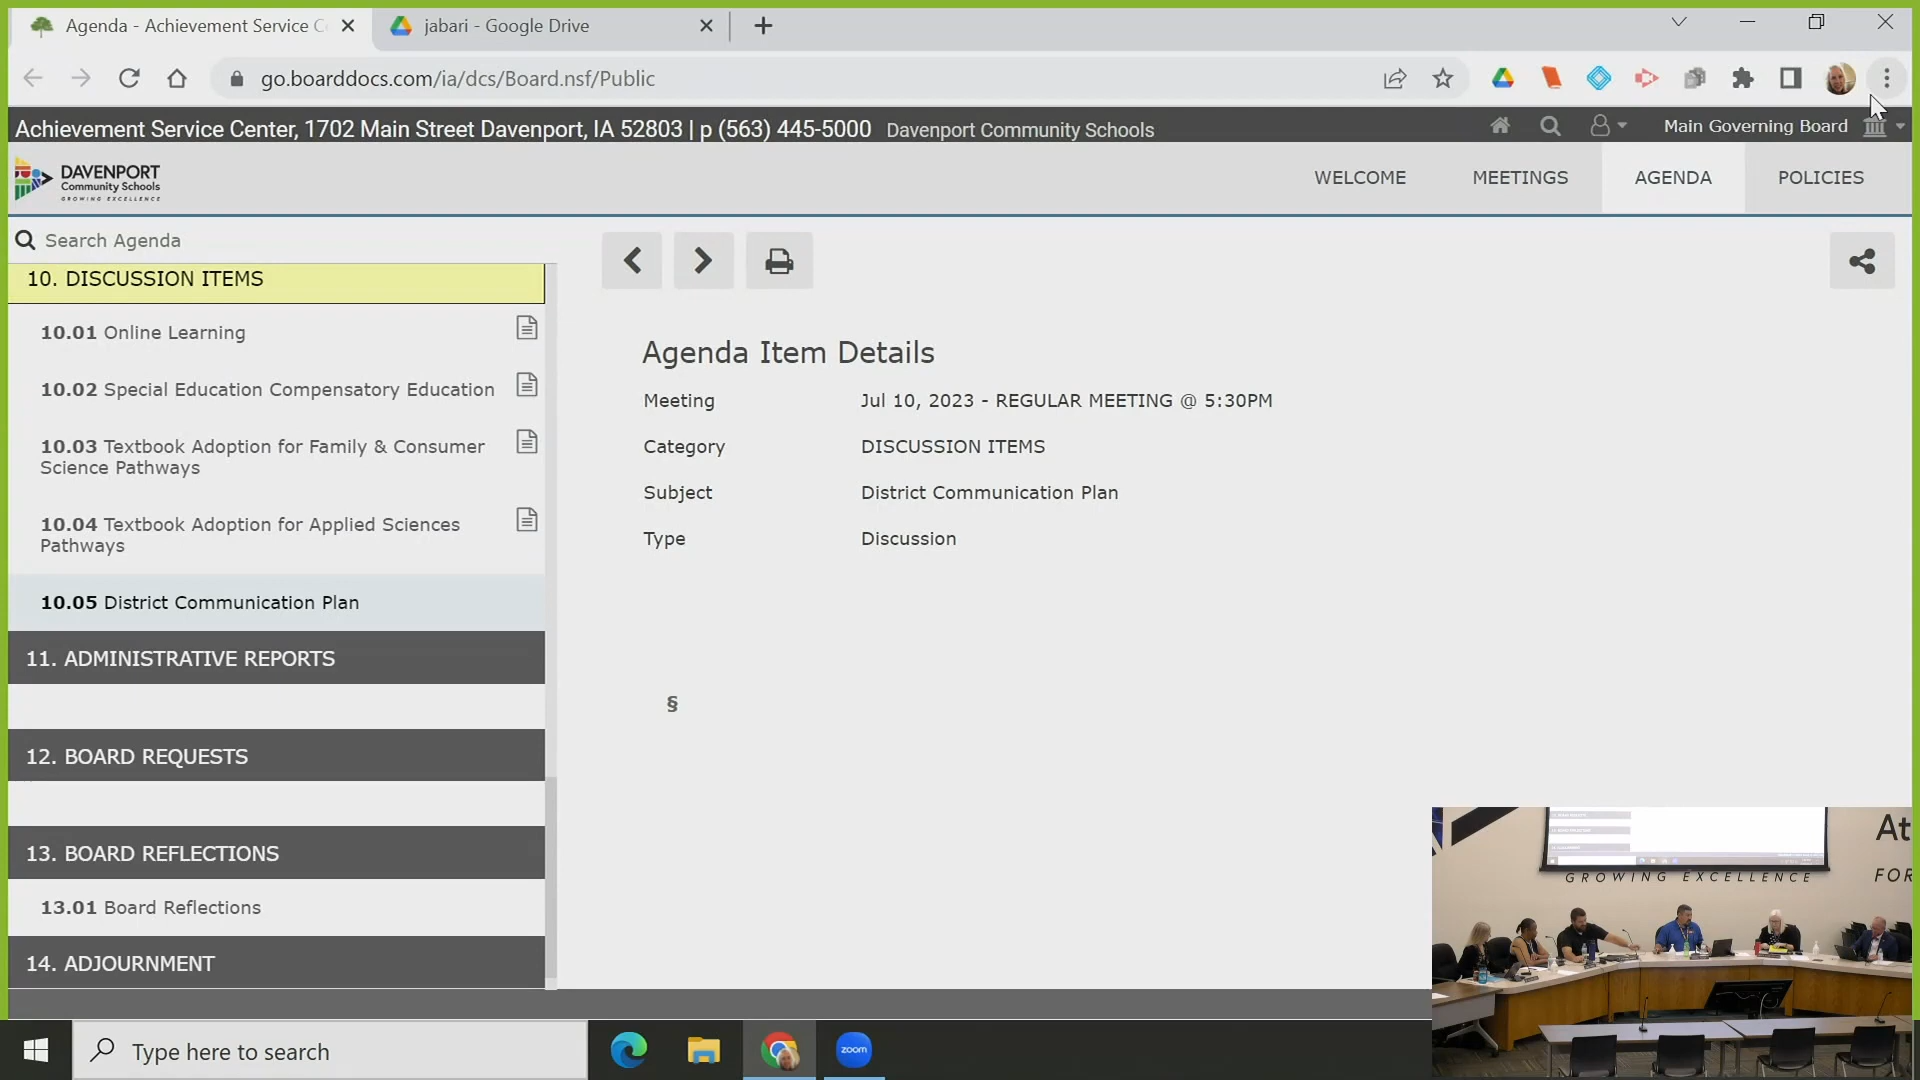 Agenda - Achievement Service C
jabari - Google Drive
go.boarddocs.com/ia/dcs/Board.nsf/Public
Achievement Service Center, 1702 Main Street Davenport, IA 52803 | p (563) 445-5000 Davenport Community Schools
Main Governing Board
DAVENPORT
Community Schools
GROWING EXCELLENCE
WELCOME
MEETINGS
AGENDA
POLICIES
Search Agenda
10. DISCUSSION ITEMS
10.01 Online Learning
10.02 Special Education Compensatory Education
10.03 Textbook Adoption for Family & Consumer
Science Pathways
10.04 Textbook Adoption for Applied Sciences
Pathways
10.05 District Communication Plan
11. ADMINISTRATIVE REPORTS
12. BOARD REQUESTS
13. BOARD REFLECTIONS
13.01 Board Reflections
14. ADJOURNMENT
Agenda Item Details
Meeting Jul 10, 2023 - REGULAR MEETING @ 5:30PM
Category DISCUSSION ITEMS
Subject District Communication Plan
Type Discussion
§
At
GROWING EXCELLENCE
FOR
Type here to search
zoom